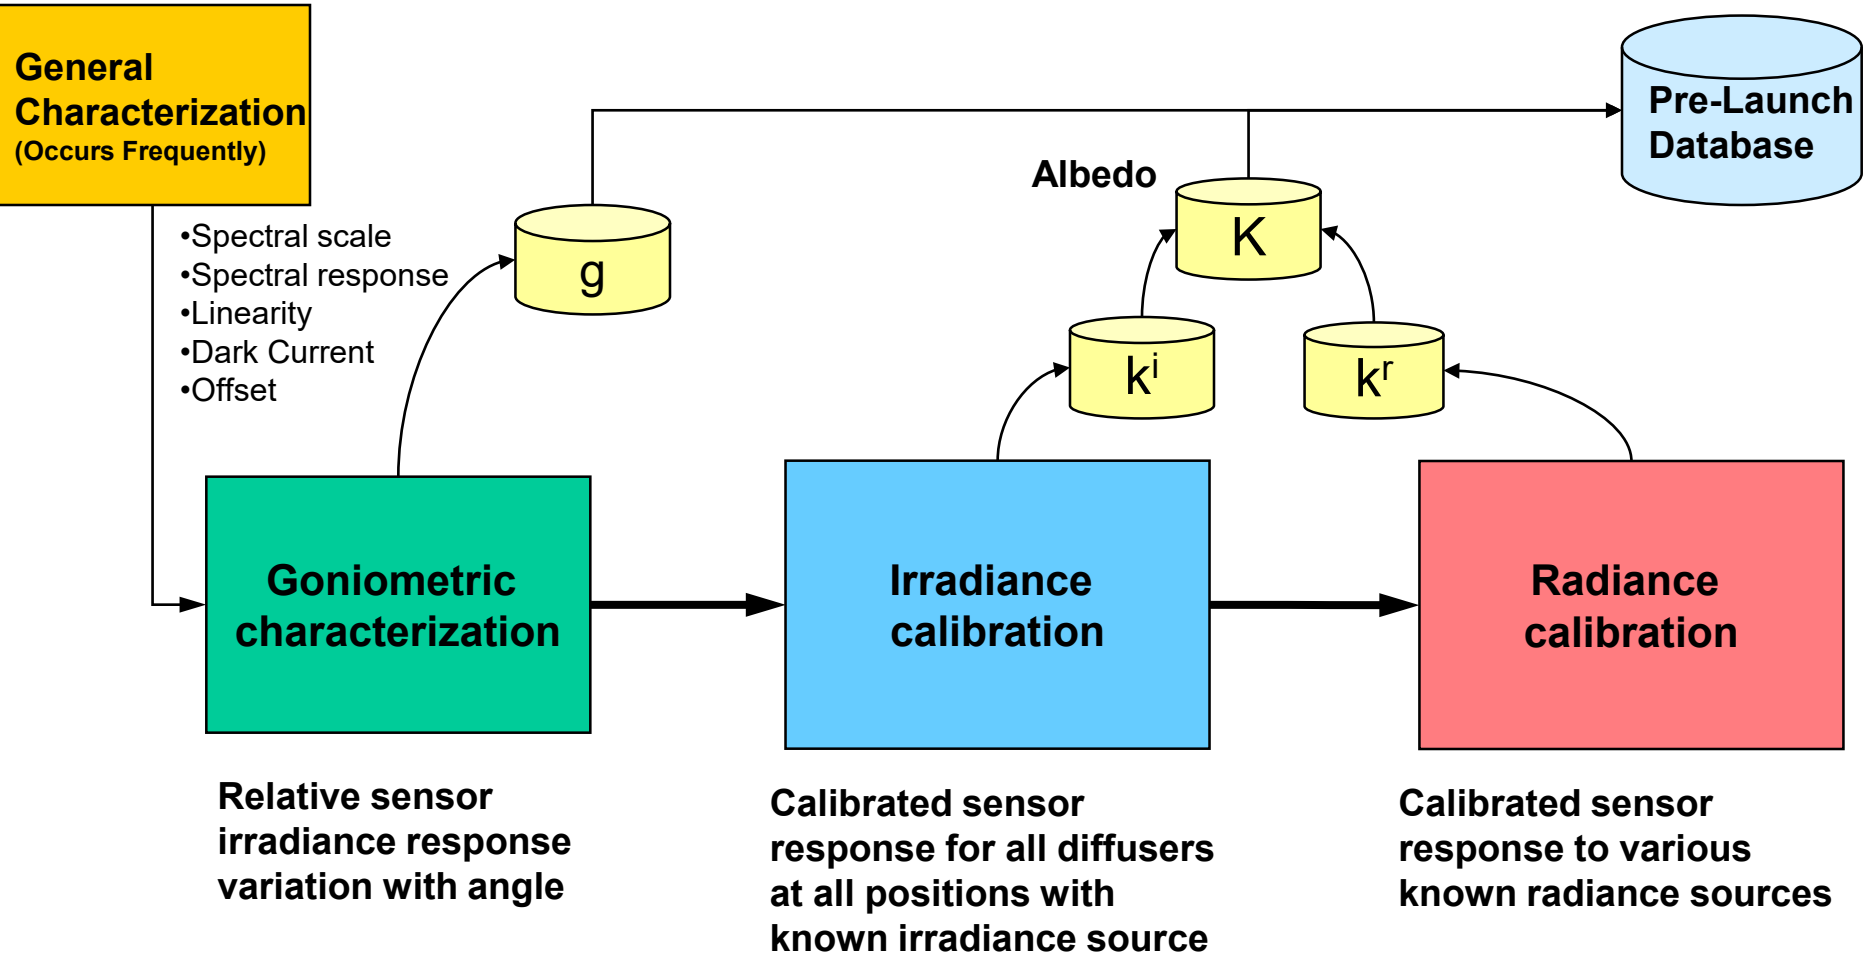 General
Characterization
(Occurs Frequently)
•Spectral scale
•Spectral response
•Linearity
•Dark Current
•Offset
g
Albedo
K
kⁱ
kʳ
Pre-Launch
Database
Goniometric
characterization
Irradiance
calibration
Radiance
calibration
Relative sensor
irradiance response
variation with angle
Calibrated sensor
response for all diffusers
at all positions with
known irradiance source
Calibrated sensor
response to various
known radiance sources